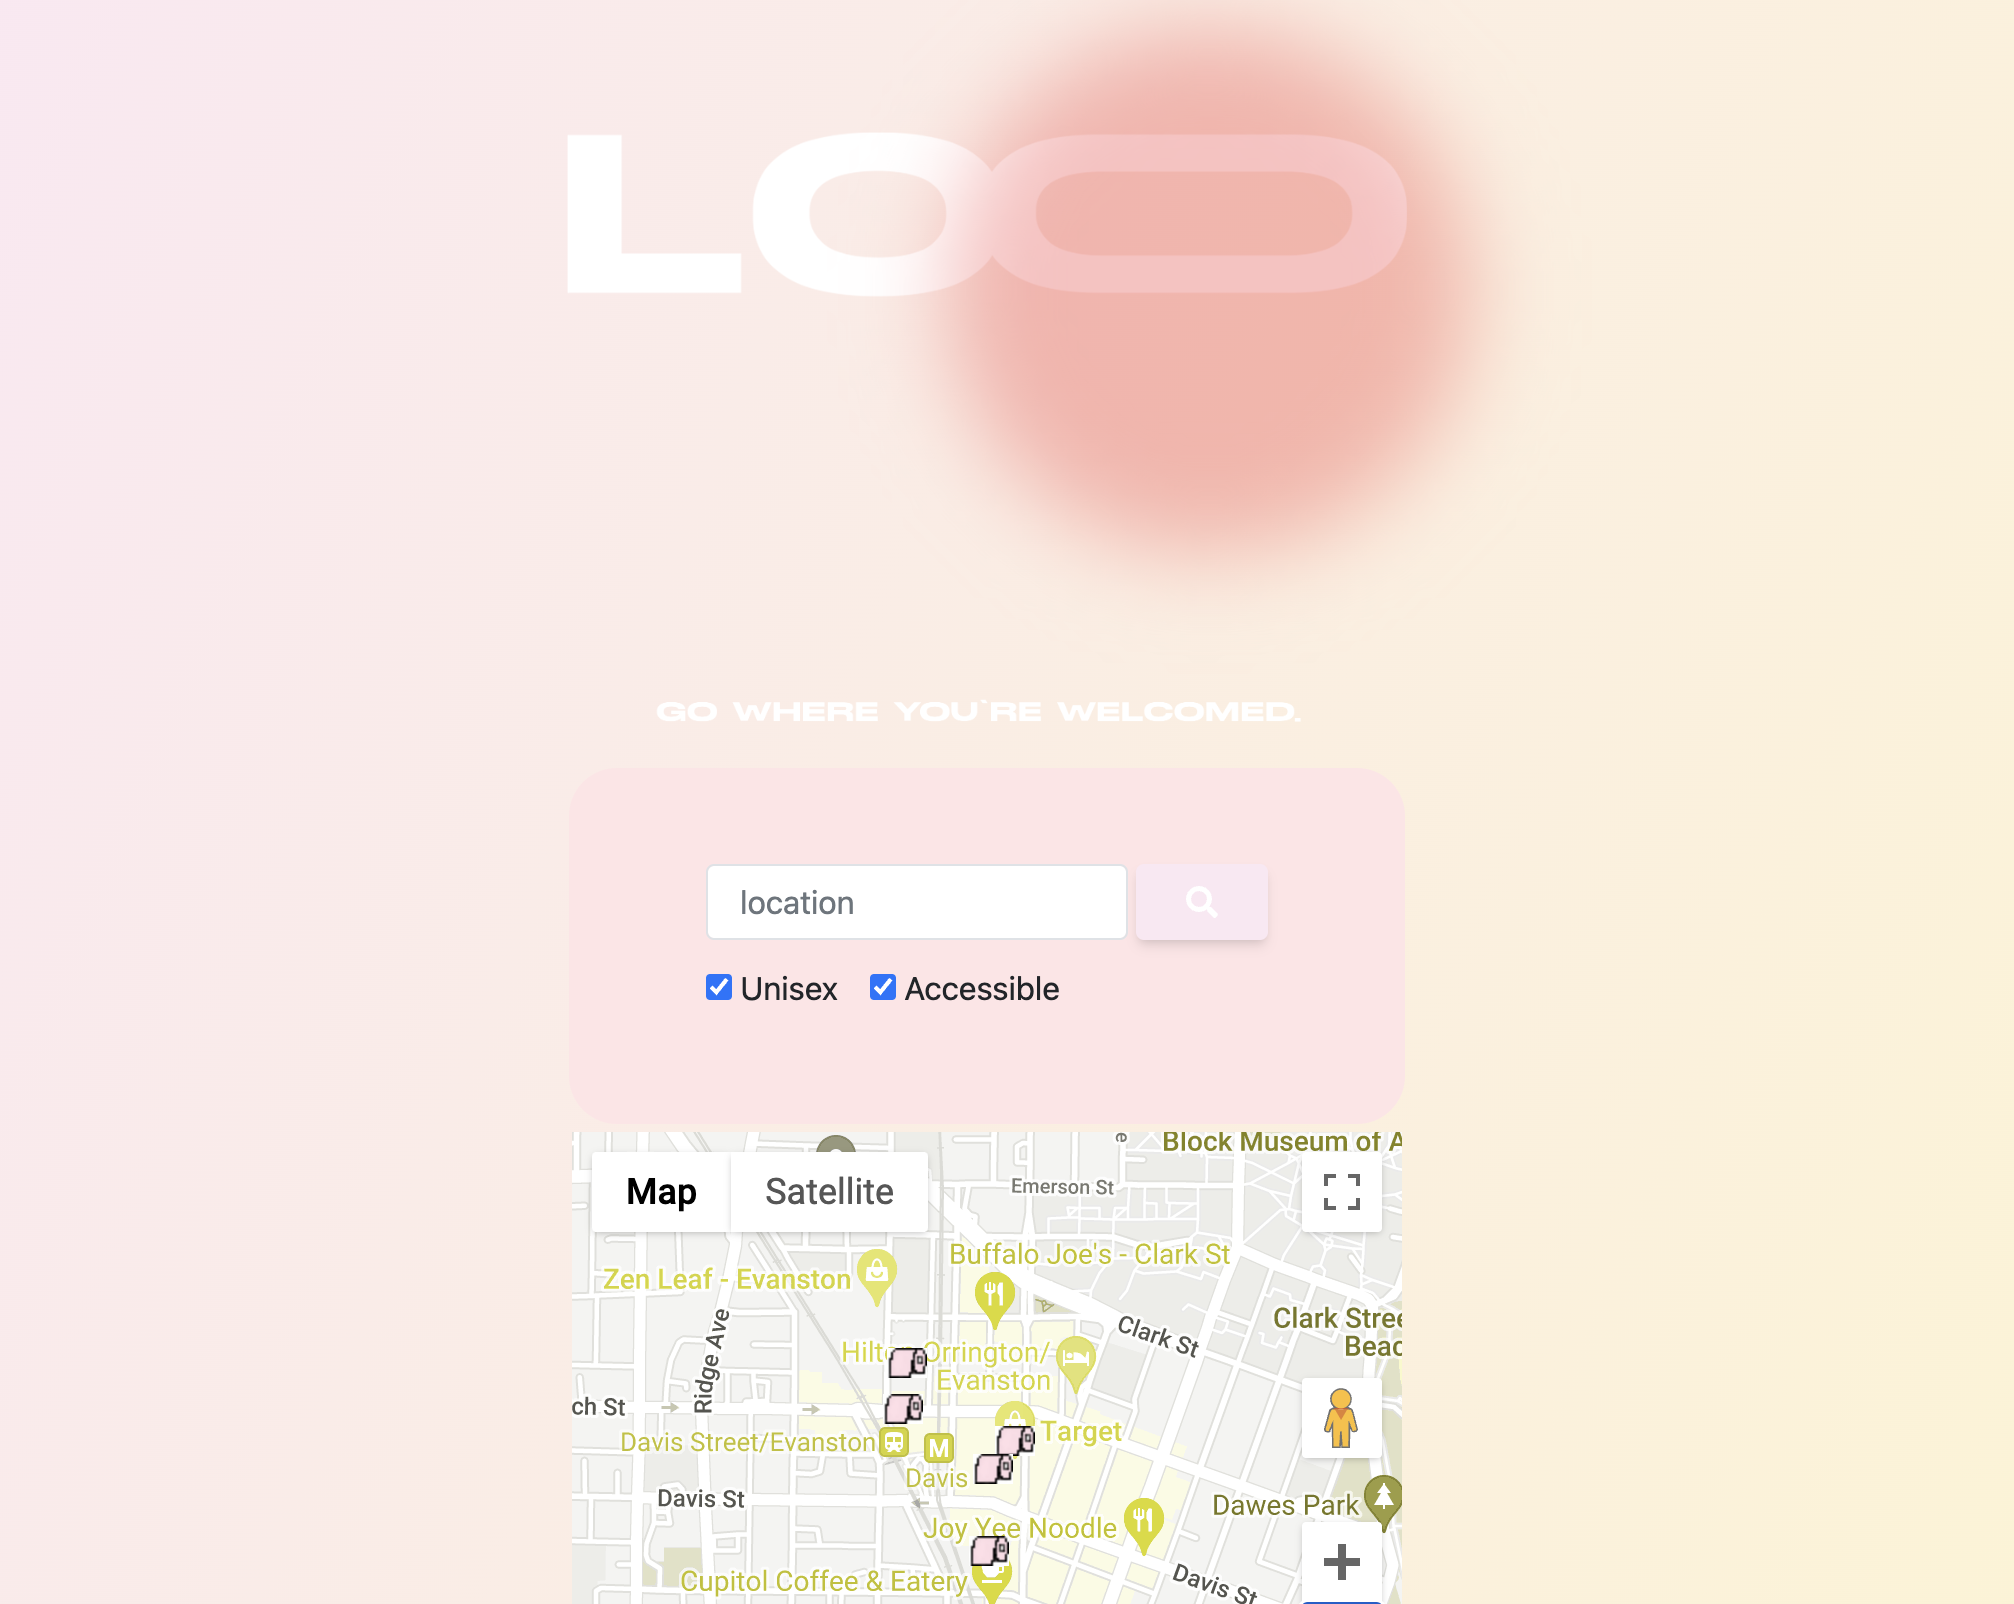 LOO
GO WHERE YOU`RE WELCOMED.
location
Unisex
Accessible
Block Museum of A
Map
Satellite
Emerson St
Buffalo Joe's - Clark St
Zen Leaf - Evanston
Ridge Ave
Clark St
Clark Stree
Beac
Orrington/
Evanston
ch St
Target
Davis Street/Evanston
M
Davis
Davis St
Dawes Park
Joy Yee Noodle
Cupitol Coffee & Eatery
Davis St